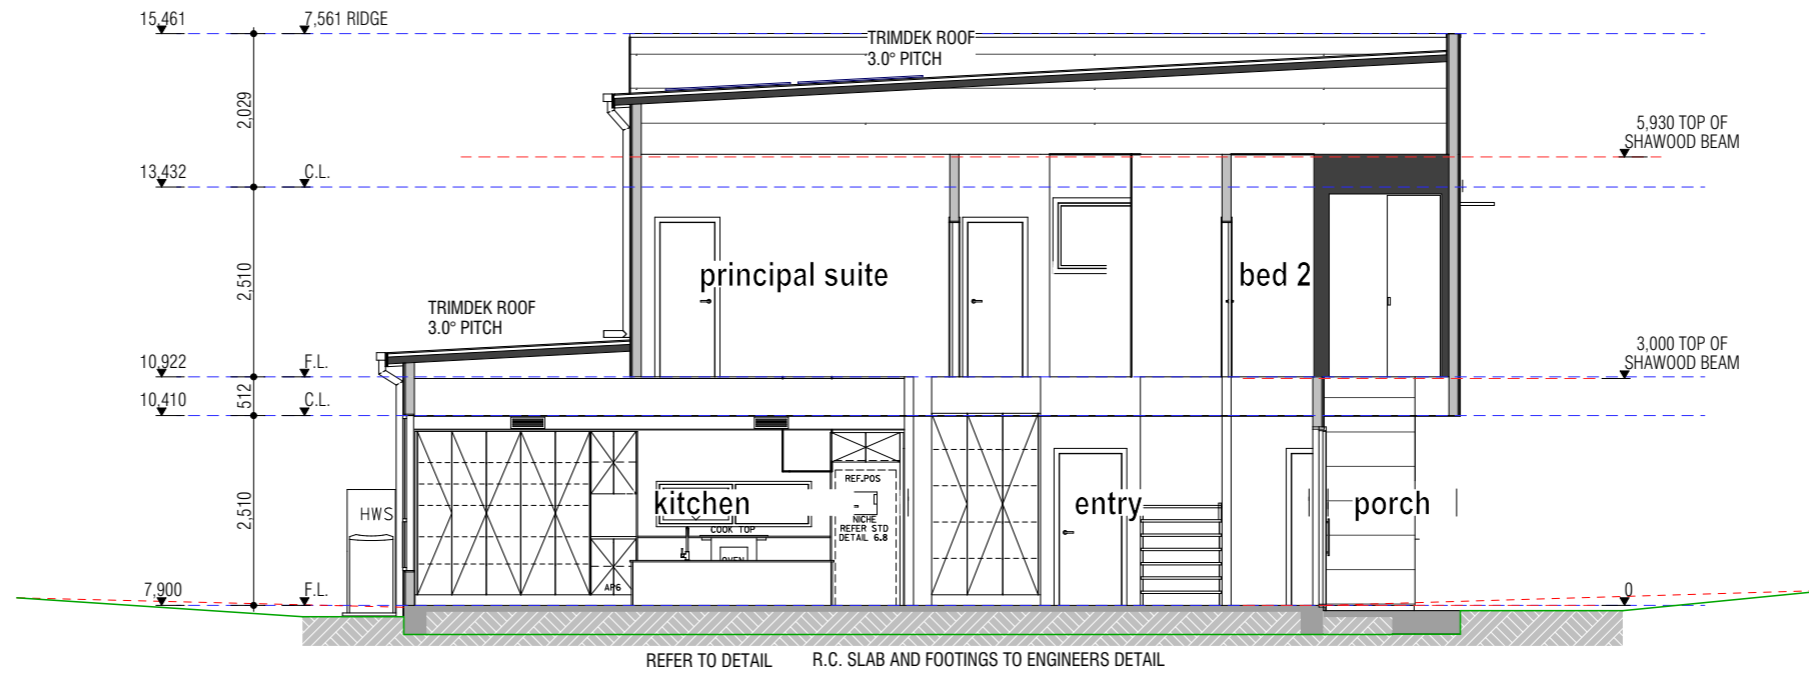 15,461
7,561 RIDGE
TRIMDEK ROOF
3.0° PITCH
2,029
5,930 TOP OF
SHAWOOD BEAM
13,432
C.L.
2,510
principal suite
bed 2
TRIMDEK ROOF
3.0° PITCH
3,000 TOP OF
SHAWOOD BEAM
10,922
F.L.
512
10,410
C.L.
2,510
HWS
kitchen
REF.POS
NICHE
REFER STD
DETAIL 6.8
COOK TOP
OVEN
entry
porch
7,900
F.L.
0
REFER TO DETAIL
R.C. SLAB AND FOOTINGS TO ENGINEERS DETAIL